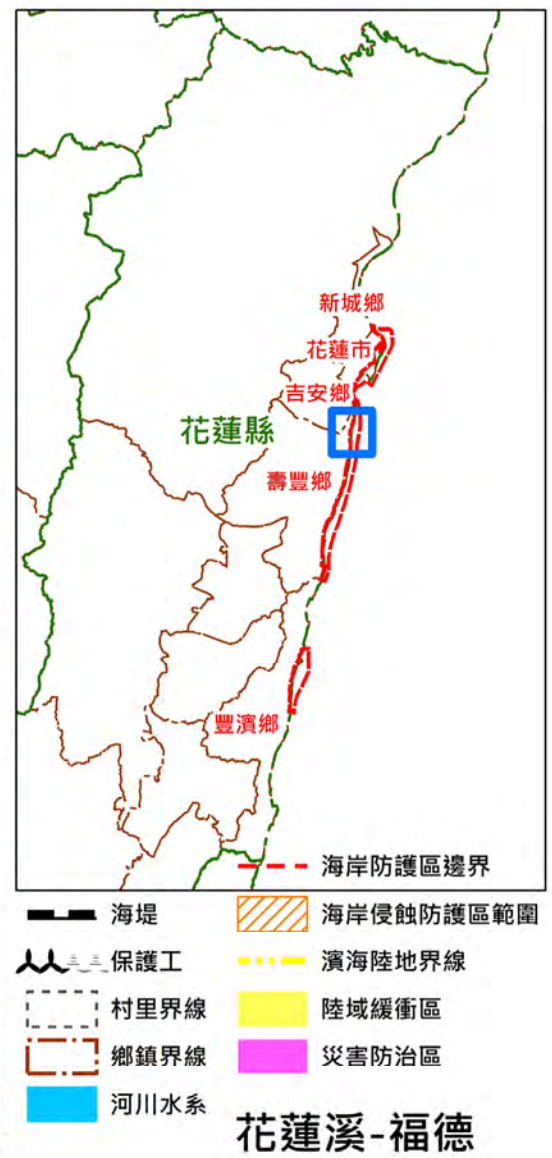 新城鄉
花蓮市
吉安鄉
花蓮縣
壽豐鄉
豐濱鄉
海岸防護區邊界
海堤
海岸侵蝕防護區範圍
保護工
濱海陸地界線
村里界線
陸域緩衝區
鄉鎮界線
災害防治區
河川水系
花蓮溪-福德